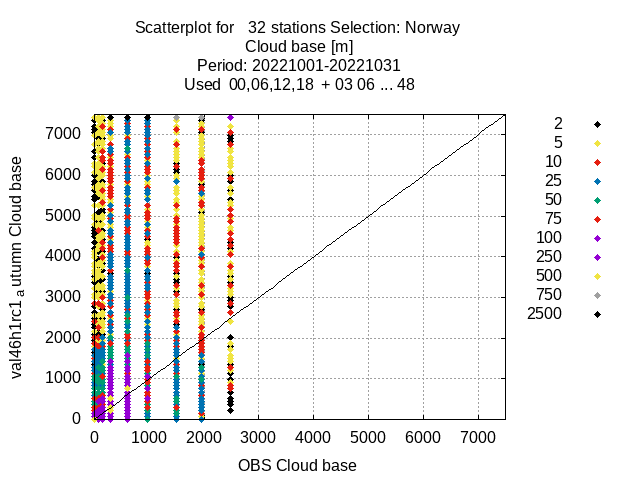 Scatterplot for 32 stations Selection: Norway
Cloud base [m]
Period: 20221001-20221031
Used 00,06,12,18 + 03 06 ... 48
val46h1rc1 a utumn Cloud base
7000
6000
5000
4000
3000
2000
1000
0
0 1000 2000 3000 4000 5000 6000 7000
OBS Cloud base
2
5
10
25
50
75
100
250
500
750
2500